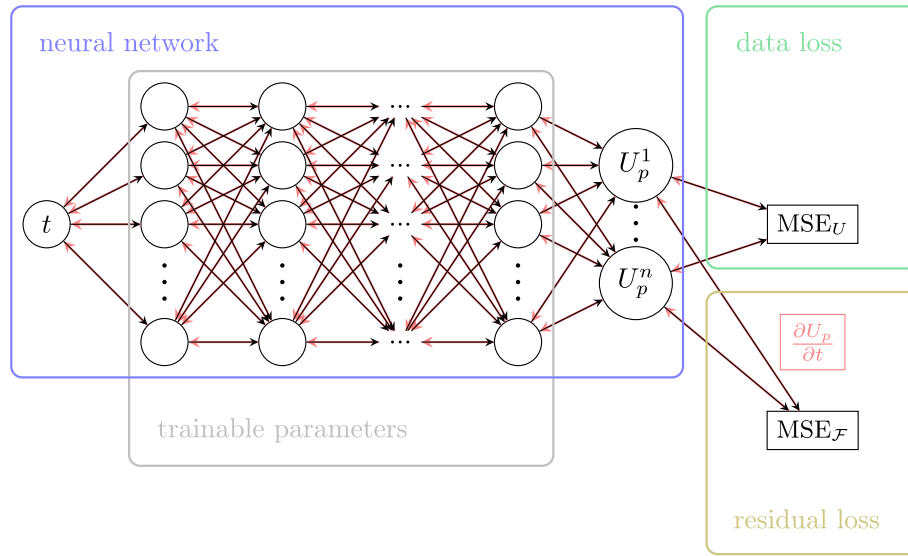 neural network
data loss
...
...
t
U_p^1
...
MSE_U
U_p^n
∂U_p/∂t
...
trainable parameters
MSE_ℱ
residual loss